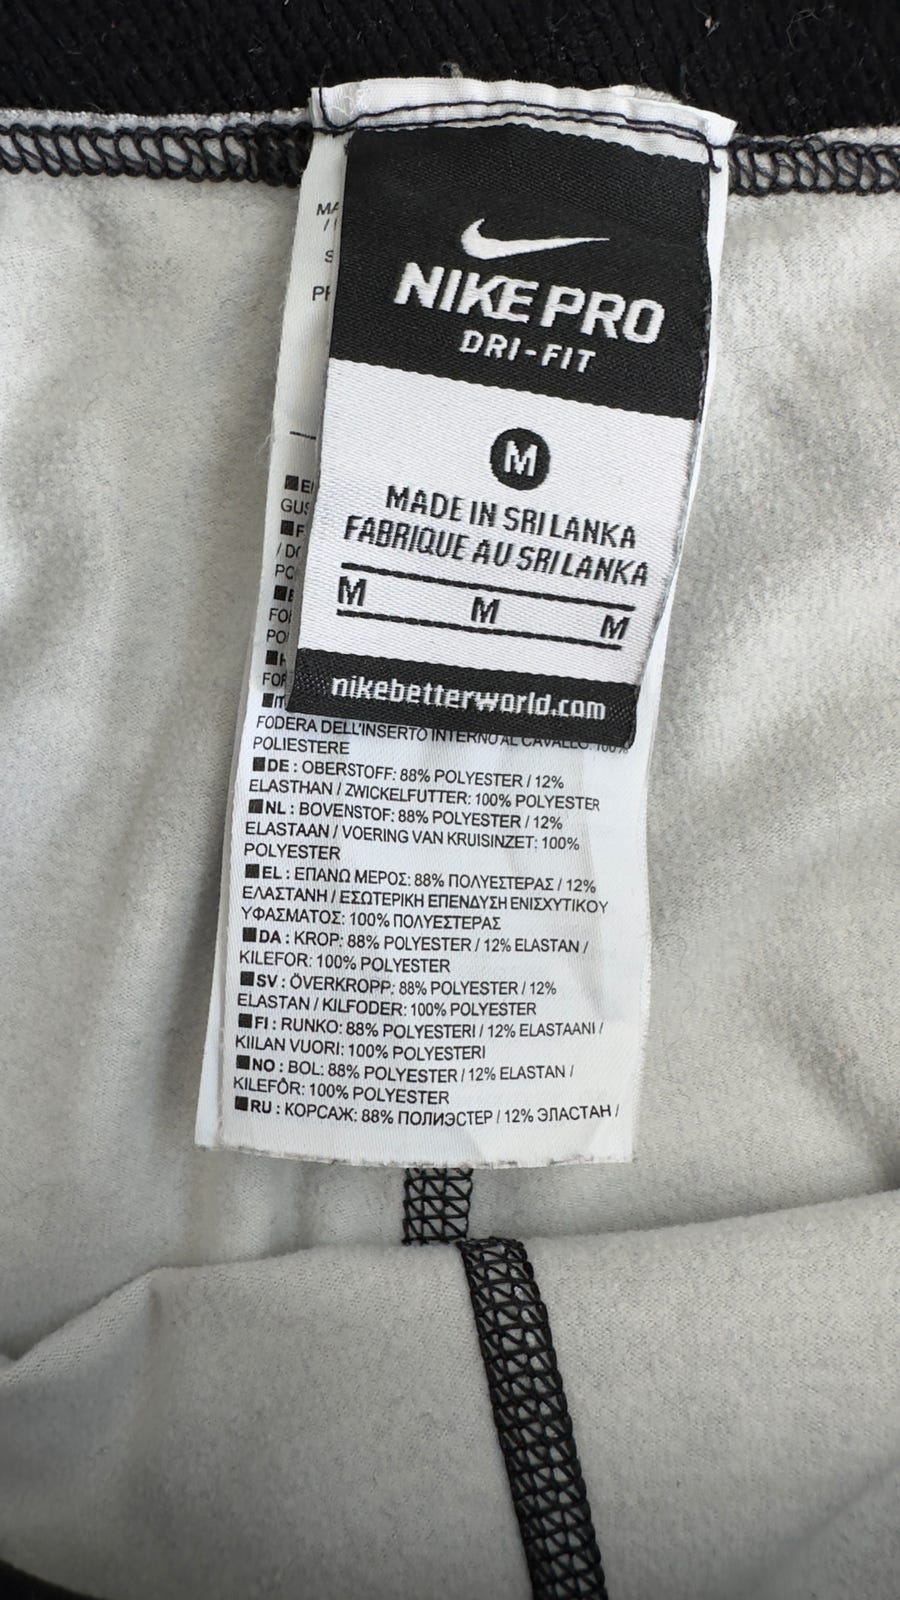 NIKE PRO
DRI-FIT
M
MADE IN SRI LANKA
FABRIQUE AU SRI LANKA
M M M
nikebetterworld.com
FODERA DELL'INSERTO INTERNO AL CAVALLO: 100%
POLIESTERE
DE : OBERSTOFF: 88% POLYESTER / 12%
ELASTHAN / ZWICKELFUTTER: 100% POLYESTER
NL : BOVENSTOF: 88% POLYESTER / 12%
ELASTAAN / VOERING VAN KRUISINZET: 100%
POLYESTER
EL : ΕΠΑΝΩ ΜΕΡΟΣ: 88% ΠΟΛΥΕΣΤΕΡΑΣ / 12%
ΕΛΑΣΤΑΝΗ / ΕΣΩΤΕΡΙΚΗ ΕΠΕΝΔΥΣΗ ΕΝΙΣΧΥΤΙΚΟΥ
ΥΦΑΣΜΑΤΟΣ: 100% ΠΟΛΥΕΣΤΕΡΑΣ
DA : KROP: 88% POLYESTER / 12% ELASTAN /
KILEFOR: 100% POLYESTER
SV : ÖVERKROPP: 88% POLYESTER / 12%
ELASTAN / KILFODER: 100% POLYESTER
FI : RUNKO: 88% POLYESTERI / 12% ELASTAANI /
KIILAN VUORI: 100% POLYESTERI
NO : BOL: 88% POLYESTER / 12% ELASTAN /
KILEFÔR: 100% POLYESTER
RU : КОРСАЖ: 88% ПОЛИЭСТЕР / 12% ЭЛАСТАН /